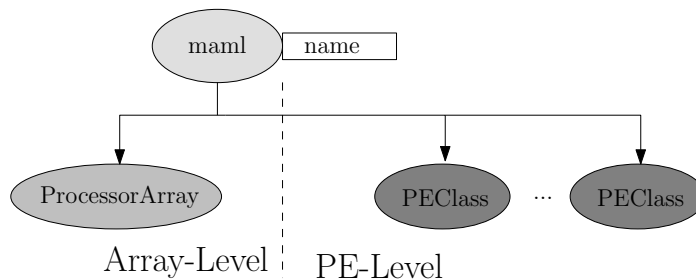 maml name
ProcessorArray PEClass ... PEClass
Array-Level PE-Level